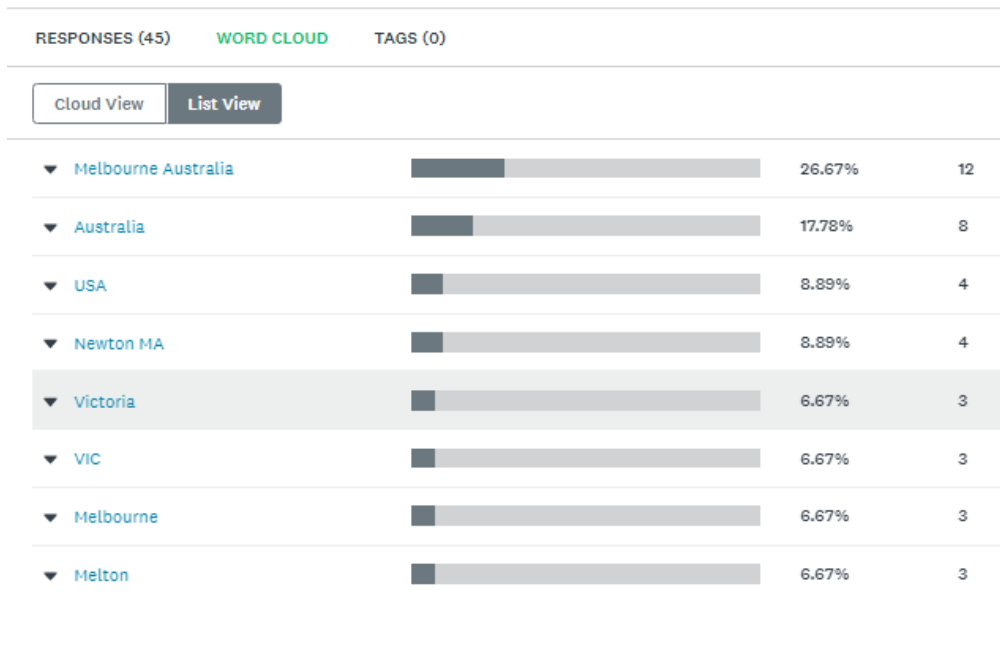 RESPONSES (45) WORD CLOUD TAGS (0)
Cloud View List View
Melbourne Australia 26.67% 12
Australia 17.78% 8
USA 8.89% 4
Newton MA 8.89% 4
Victoria 6.67% 3
VIC 6.67% 3
Melbourne 6.67% 3
Melton 6.67% 3